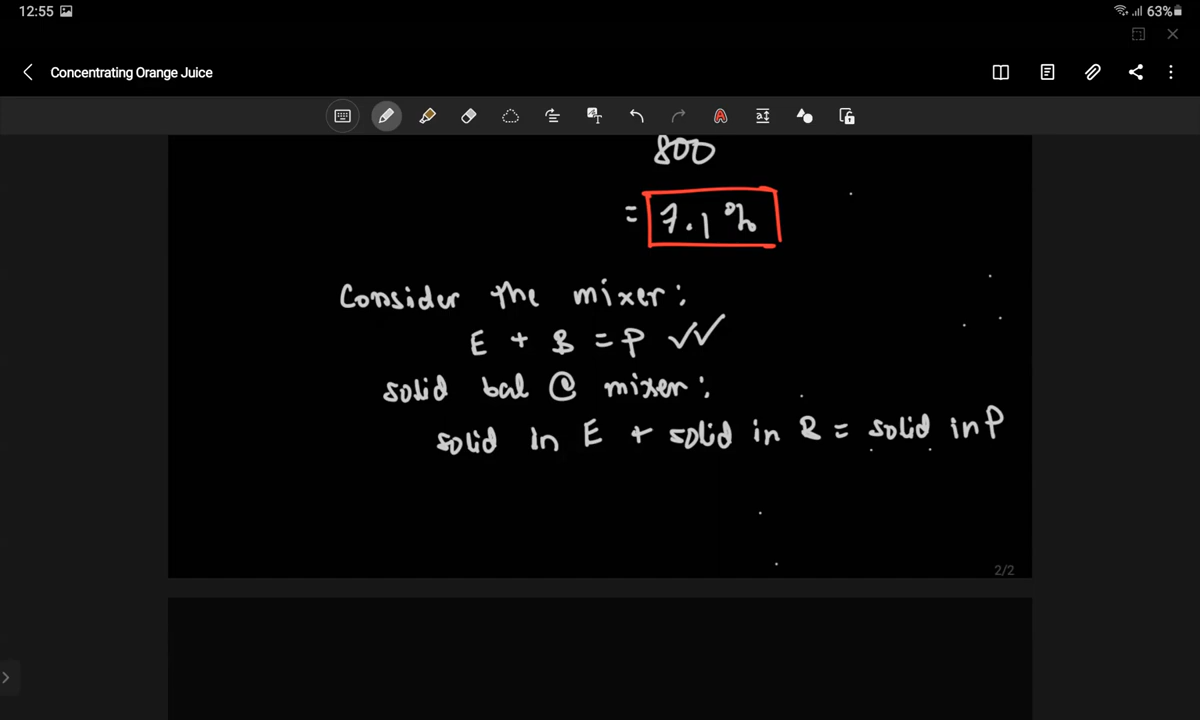 12:55 63%
Concentrating Orange Juice
800
= 7.1 %
Consider the mixer:
E + B = P ✓✓
solid bal @ mixer:
solid in E + solid in B = solid in P
2/2